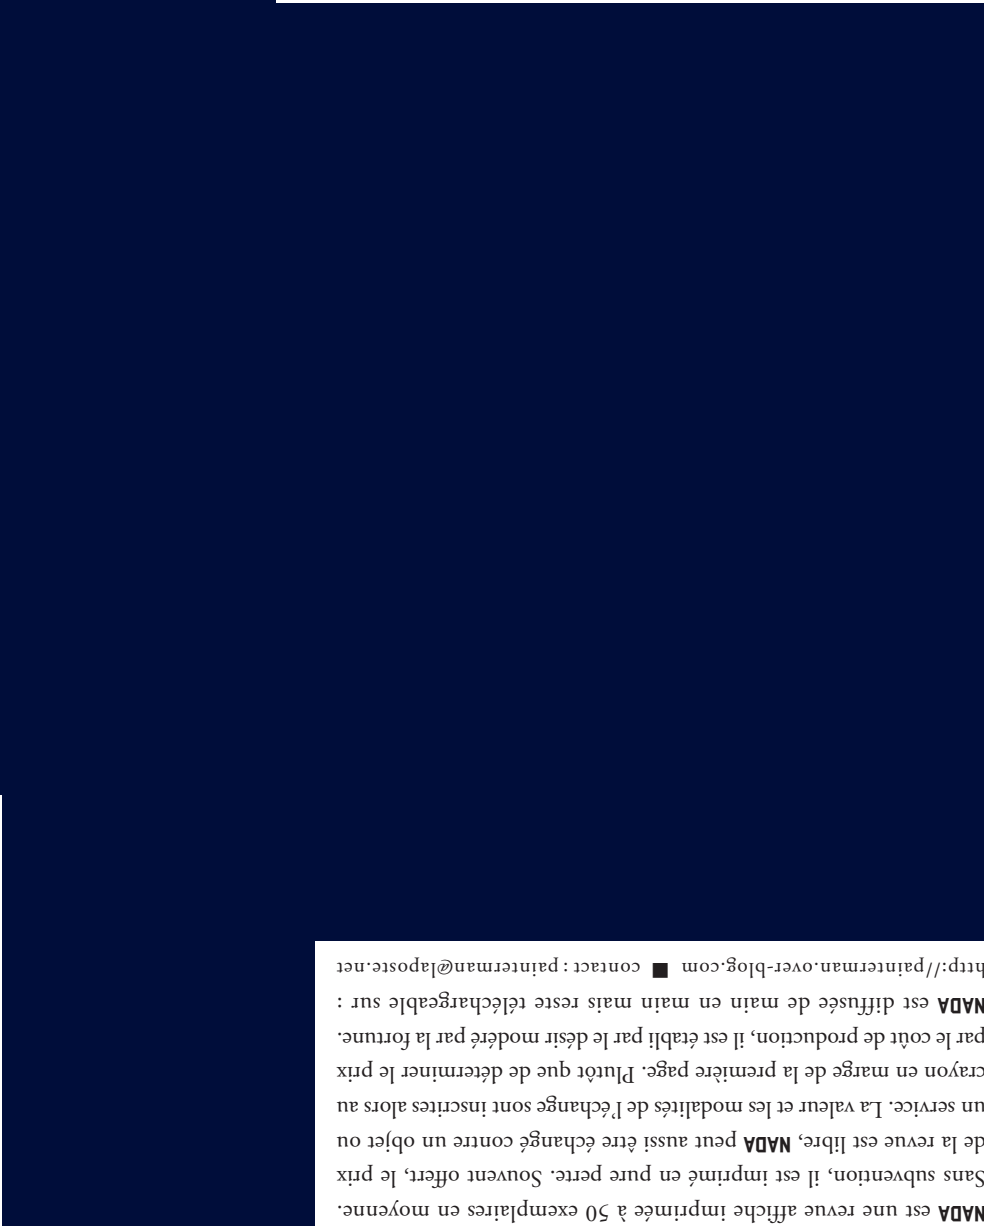 NADA est une revue affiche imprimée à 50 exemplaires en moyenne.
Sans subvention, il est imprimé en pure perte. Souvent offert, le prix
de la revue est libre, NADA peut aussi être échangé contre un objet ou
un service. La valeur et les modalités de l’échange sont inscrites alors au
crayon en marge de la première page. Plutôt que de déterminer le prix
par le coût de production, il est établi par le désir modéré par la fortune.
NADA est diffusée de main en main mais reste téléchargeable sur :
http://painterman.over-blog.com ■ contact : painterman@laposte.net